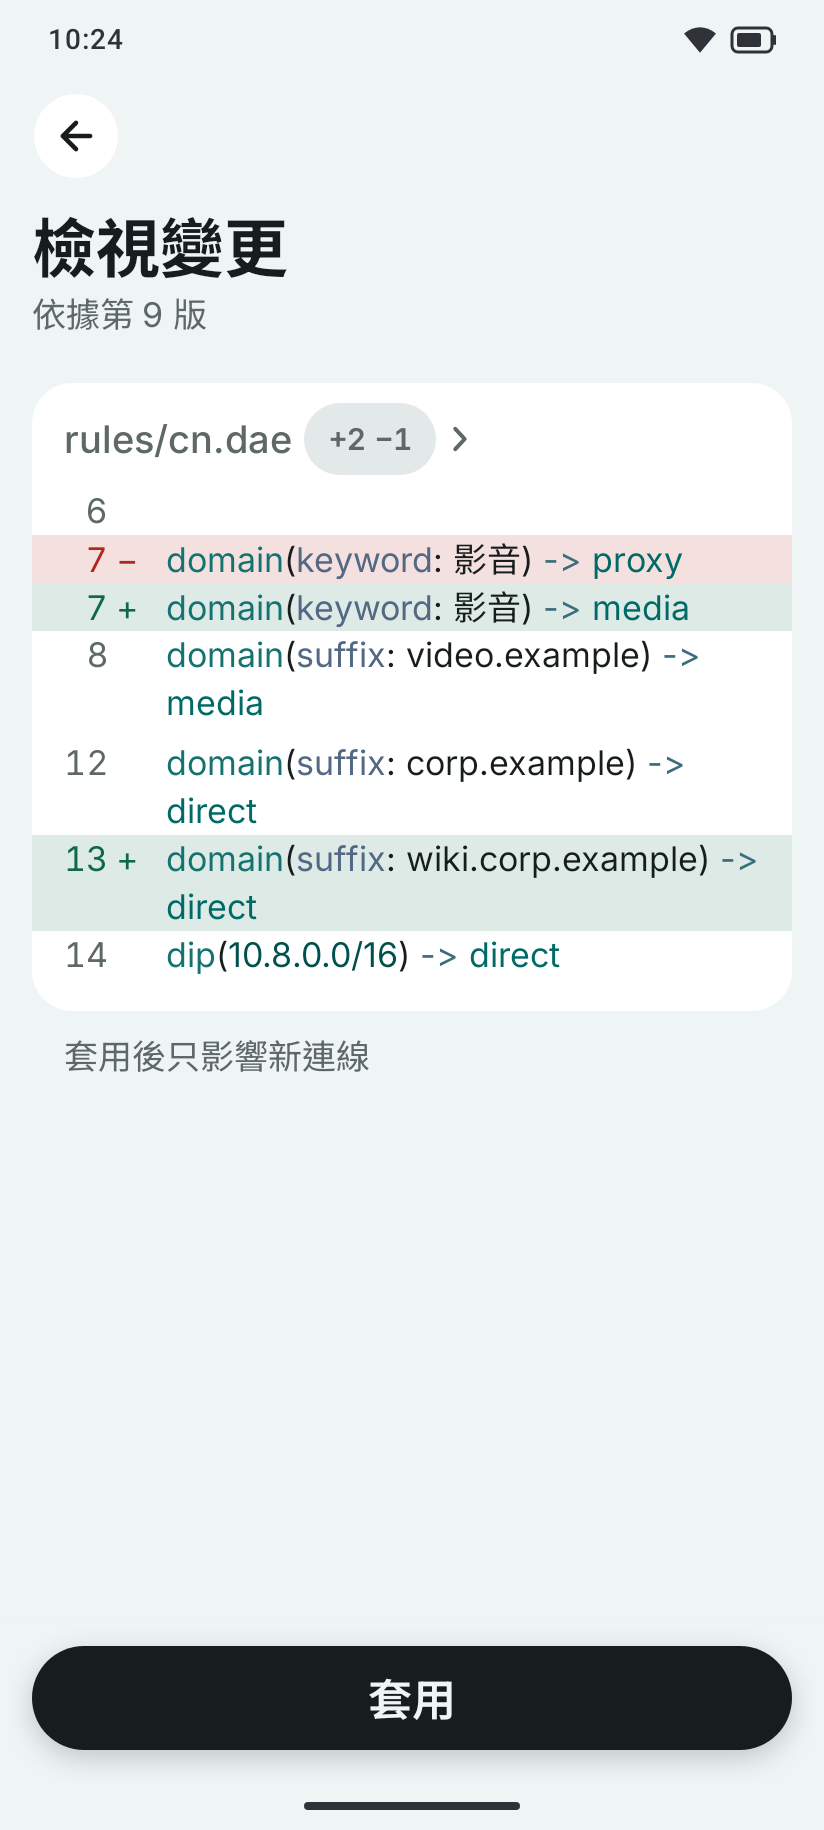 10:24
檢視變更
依據第 9 版
rules/cn.dae +2 −1
6
7 − domain(keyword: 影音) -> proxy
7 + domain(keyword: 影音) -> media
8 domain(suffix: video.example) ->
media
12 domain(suffix: corp.example) ->
direct
13 + domain(suffix: wiki.corp.example) ->
direct
14 dip(10.8.0.0/16) -> direct
套用後只影響新連線
套用